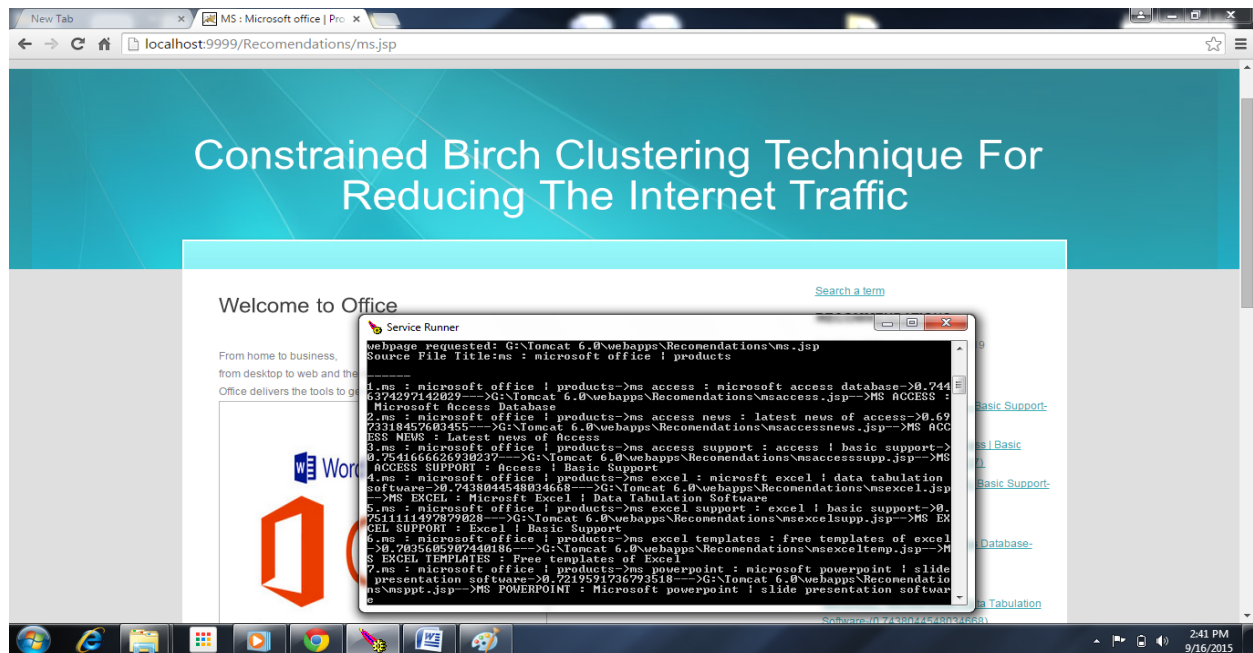 New Tab
MS : Microsoft office | Pro
localhost:9999/Recomendations/ms.jsp
Constrained Birch Clustering Technique For
Reducing The Internet Traffic
Search a term
Welcome to Office
From home to business,
from desktop to web and the
Office delivers the tools to ge
Word
Service Runner
webpage requested: G:\Tomcat 6.0\webapps\Recomendations\ms.jsp
Source File Title:ms : microsoft office | products
------
1.ms : microsoft office | products->ms access : microsoft access database->0.744
6374297142029--->G:\Tomcat 6.0\webapps\Recomendations\msaccess.jsp-->MS ACCESS :
Microsoft Access Database
2.ms : microsoft office | products->ms access news : latest news of access->0.69
73318457603455--->G:\Tomcat 6.0\webapps\Recomendations\msaccessnews.jsp-->MS ACC
ESS NEWS : Latest news of Access
3.ms : microsoft office | products->ms access support : access | basic support->
0.7541666626930237--->G:\Tomcat 6.0\webapps\Recomendations\msaccesssupp.jsp-->MS
ACCESS SUPPORT : Access | Basic Support
4.ms : microsoft office | products->ms excel : microsft excel | data tabulation
software->0.7438044548034668--->G:\Tomcat 6.0\webapps\Recomendations\msexcel.jsp
-->MS EXCEL : Microsft Excel | Data Tabulation Software
5.ms : microsoft office | products->ms excel support : excel | basic support->0.
7511111497879028--->G:\Tomcat 6.0\webapps\Recomendations\msexcelsupp.jsp-->MS EX
CEL SUPPORT : Excel | Basic Support
6.ms : microsoft office | products->ms excel templates : free templates of excel
->0.7035605907440186--->G:\Tomcat 6.0\webapps\Recomendations\msexceltemp.jsp-->M
S EXCEL TEMPLATES : Free templates of Excel
7.ms : microsoft office | products->ms powerpoint : microsoft powerpoint | slide
presentation software->0.7219591736793518--->G:\Tomcat 6.0\webapps\Recomendatio
ns\msppt.jsp-->MS POWERPOINT : Microsoft powerpoint | slide presentation softwar
e
Basic Support-
ss | Basic
Basic Support-
Database-
ta Tabulation
Software-(0.7438044548034668)
2:41 PM
9/16/2015